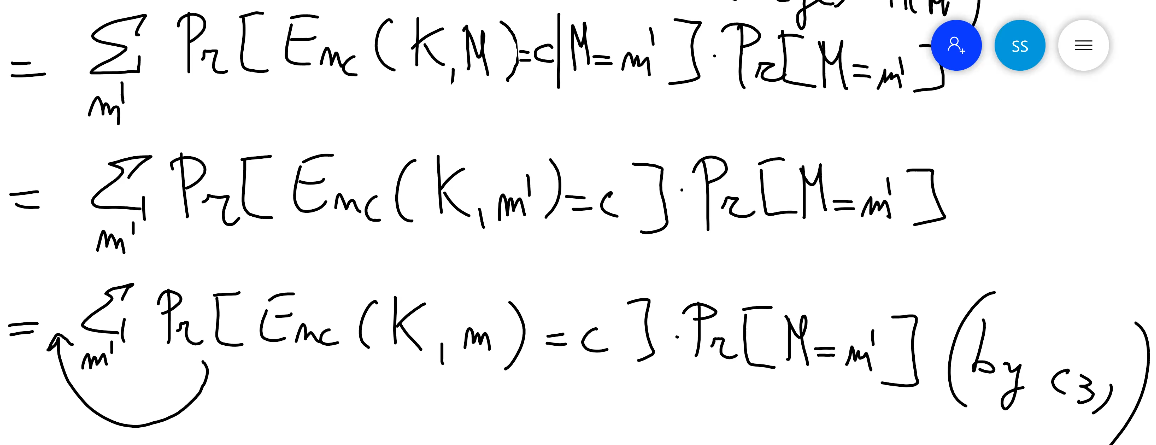 = Σ_{m'} Pr[Enc(K,M)=c|M=m']·Pr[M=m']
SS
= Σ_{m'} Pr[Enc(K,m')=c]·Pr[M=m']
= Σ_{m'} Pr[Enc(K,m)=c]·Pr[M=m'] (by (3))